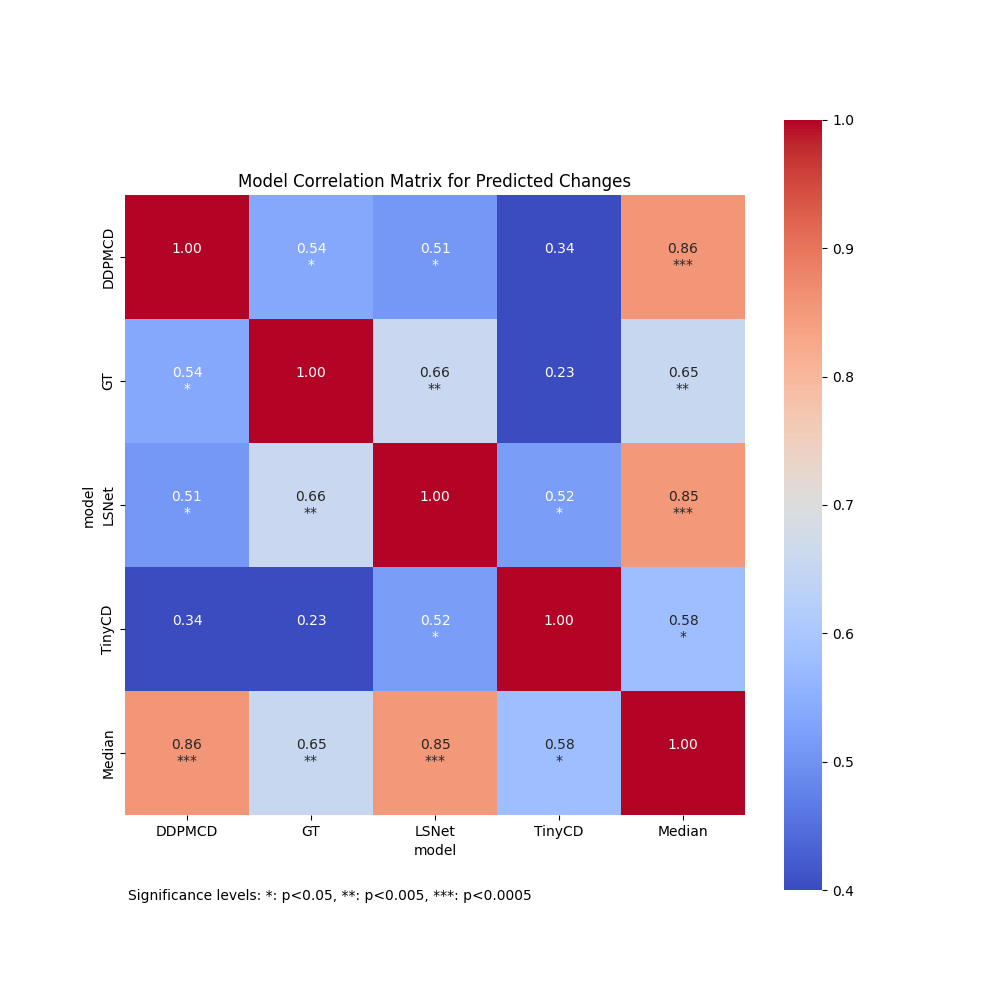 Model Correlation Matrix for Predicted Changes
1.0
0.9
0.8
0.7
0.6
0.5
0.4
model
DDPMCD
1.00 0.54 0.51 0.34 0.86
* * ***
GT
0.54 1.00 0.66 0.23 0.65
* ** **
LSNet
0.51 0.66 1.00 0.52 0.85
* ** * ***
TinyCD
0.34 0.23 0.52 1.00 0.58
* *
Median
0.86 0.65 0.85 0.58 1.00
*** ** *** *
DDPMCD GT LSNet TinyCD Median
model
Significance levels: *: p<0.05, **: p<0.005, ***: p<0.0005